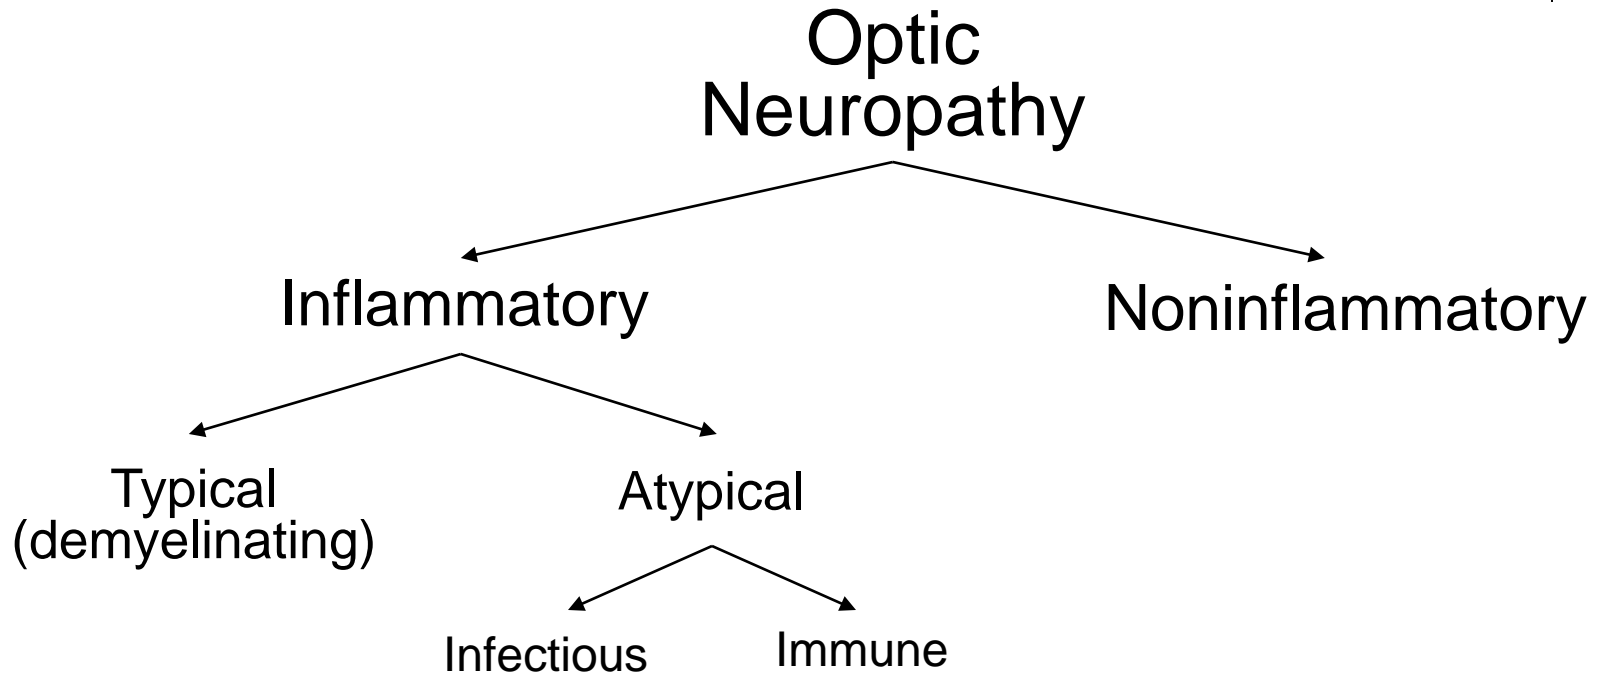 Optic
Neuropathy
Inflammatory
Noninflammatory
Typical
(demyelinating)
Atypical
Infectious
Immune